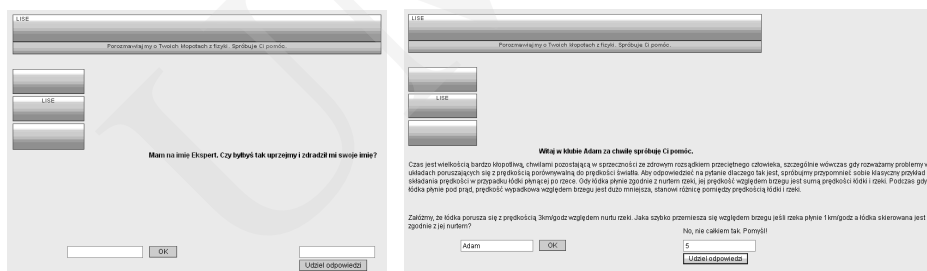 LISE
Porozmawiajmy o Twoich kłopotach z fizyki. Spróbuje Ci pomóc.
LISE
Mam na imię Ekspert. Czy byłbyś tak uprzejmy i zdradził mi swoje imię?
OK
Udziel odpowiedzi
LISE
Porozmawiajmy o Twoich kłopotach z fizyki. Spróbuje Ci pomóc.
LISE
Witaj w klubie Adam za chwilę spróbuję Ci pomóc.
Czas jest wielkością bardzo kłopotliwą, chwilami pozostającą w sprzeczności ze zdrowym rozsądkiem przeciętnego człowieka, szczególnie wówczas gdy rozważamy problemy w
układach poruszających się z prędkością porównywalną do prędkości światła. Aby odpowiedzieć na pytanie dlaczego tak jest, spróbujmy przypomnieć sobie klasyczny przykład
składania prędkości w przypadku łódki płynącej po rzece. Gdy łódka płynie zgodnie z nurtem rzeki, jej prędkość względem brzegu jest sumą prędkości łódki i rzeki. Podczas gdy
łódka płynie pod prąd, prędkość wypadkowa względem brzegu jest dużo mniejsza, stanowi różnicę pomiędzy prędkością łódki i rzeki.
Załóżmy, że łódka porusza się z prędkością 3km/godz względem nurtu rzeki. Jaka szybko przemiesza się względem brzegu jeśli rzeka płynie 1km/godz a łódka skierowana jest
zgodnie z jej nurtem?
No, nie całkiem tak. Pomyśl!
Adam OK 5
Udziel odpowiedzi